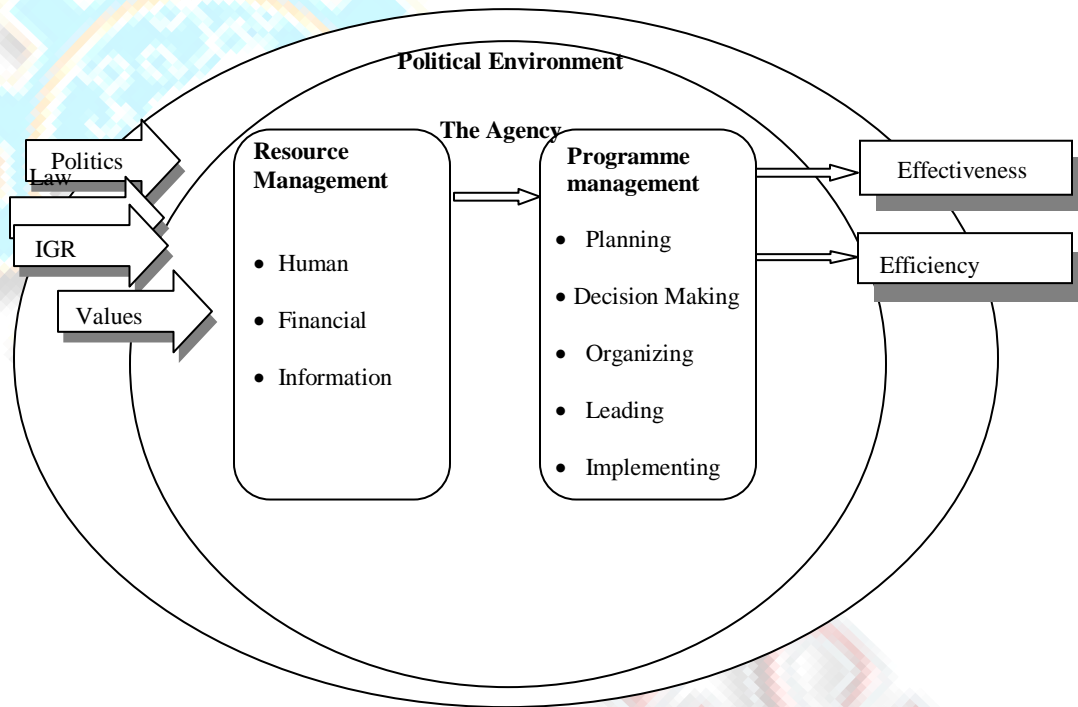 Political Environment
The Agency
Politics
Law
IGR
Values
Resource
Management
• Human
• Financial
• Information
Programme
management
• Planning
• Decision Making
• Organizing
• Leading
• Implementing
Effectiveness
Efficiency